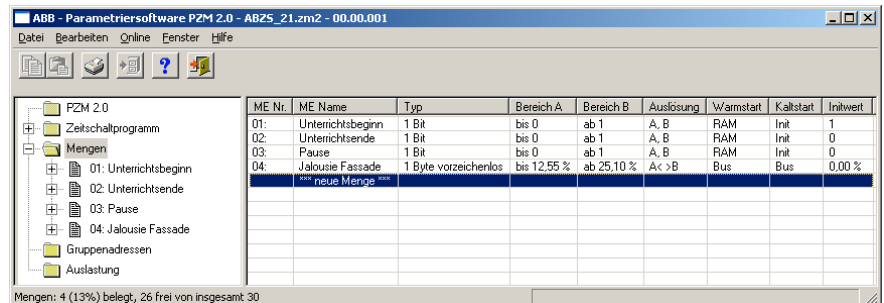 ABB - Parametriersoftware PZM 2.0 - ABZS_21.zm2 - 00.00.001
Datei Bearbeiten Online Fenster Hilfe
?
PZM 2.0
Zeitschaltprogramm
Mengen
01: Unterrichtsbeginn
02: Unterrichtsende
03: Pause
04: Jalousie Fassade
Gruppenadressen
Auslastung
ME Nr. ME Name Typ Bereich A Bereich B Auslösung Warmstart Kaltstart Initwert
01: Unterrichtsbeginn 1 Bit bis 0 ab 1 A, B RAM Init 1
02: Unterrichtsende 1 Bit bis 0 ab 1 A, B RAM Init 0
03: Pause 1 Bit bis 0 ab 1 A, B RAM Init 0
04: Jalousie Fassade 1 Byte vorzeichenlos bis 12,55 % ab 25,10 % A< >B Bus Bus 0,00 %
*** neue Menge ***
Mengen: 4 (13%) belegt, 26 frei von insgesamt 30